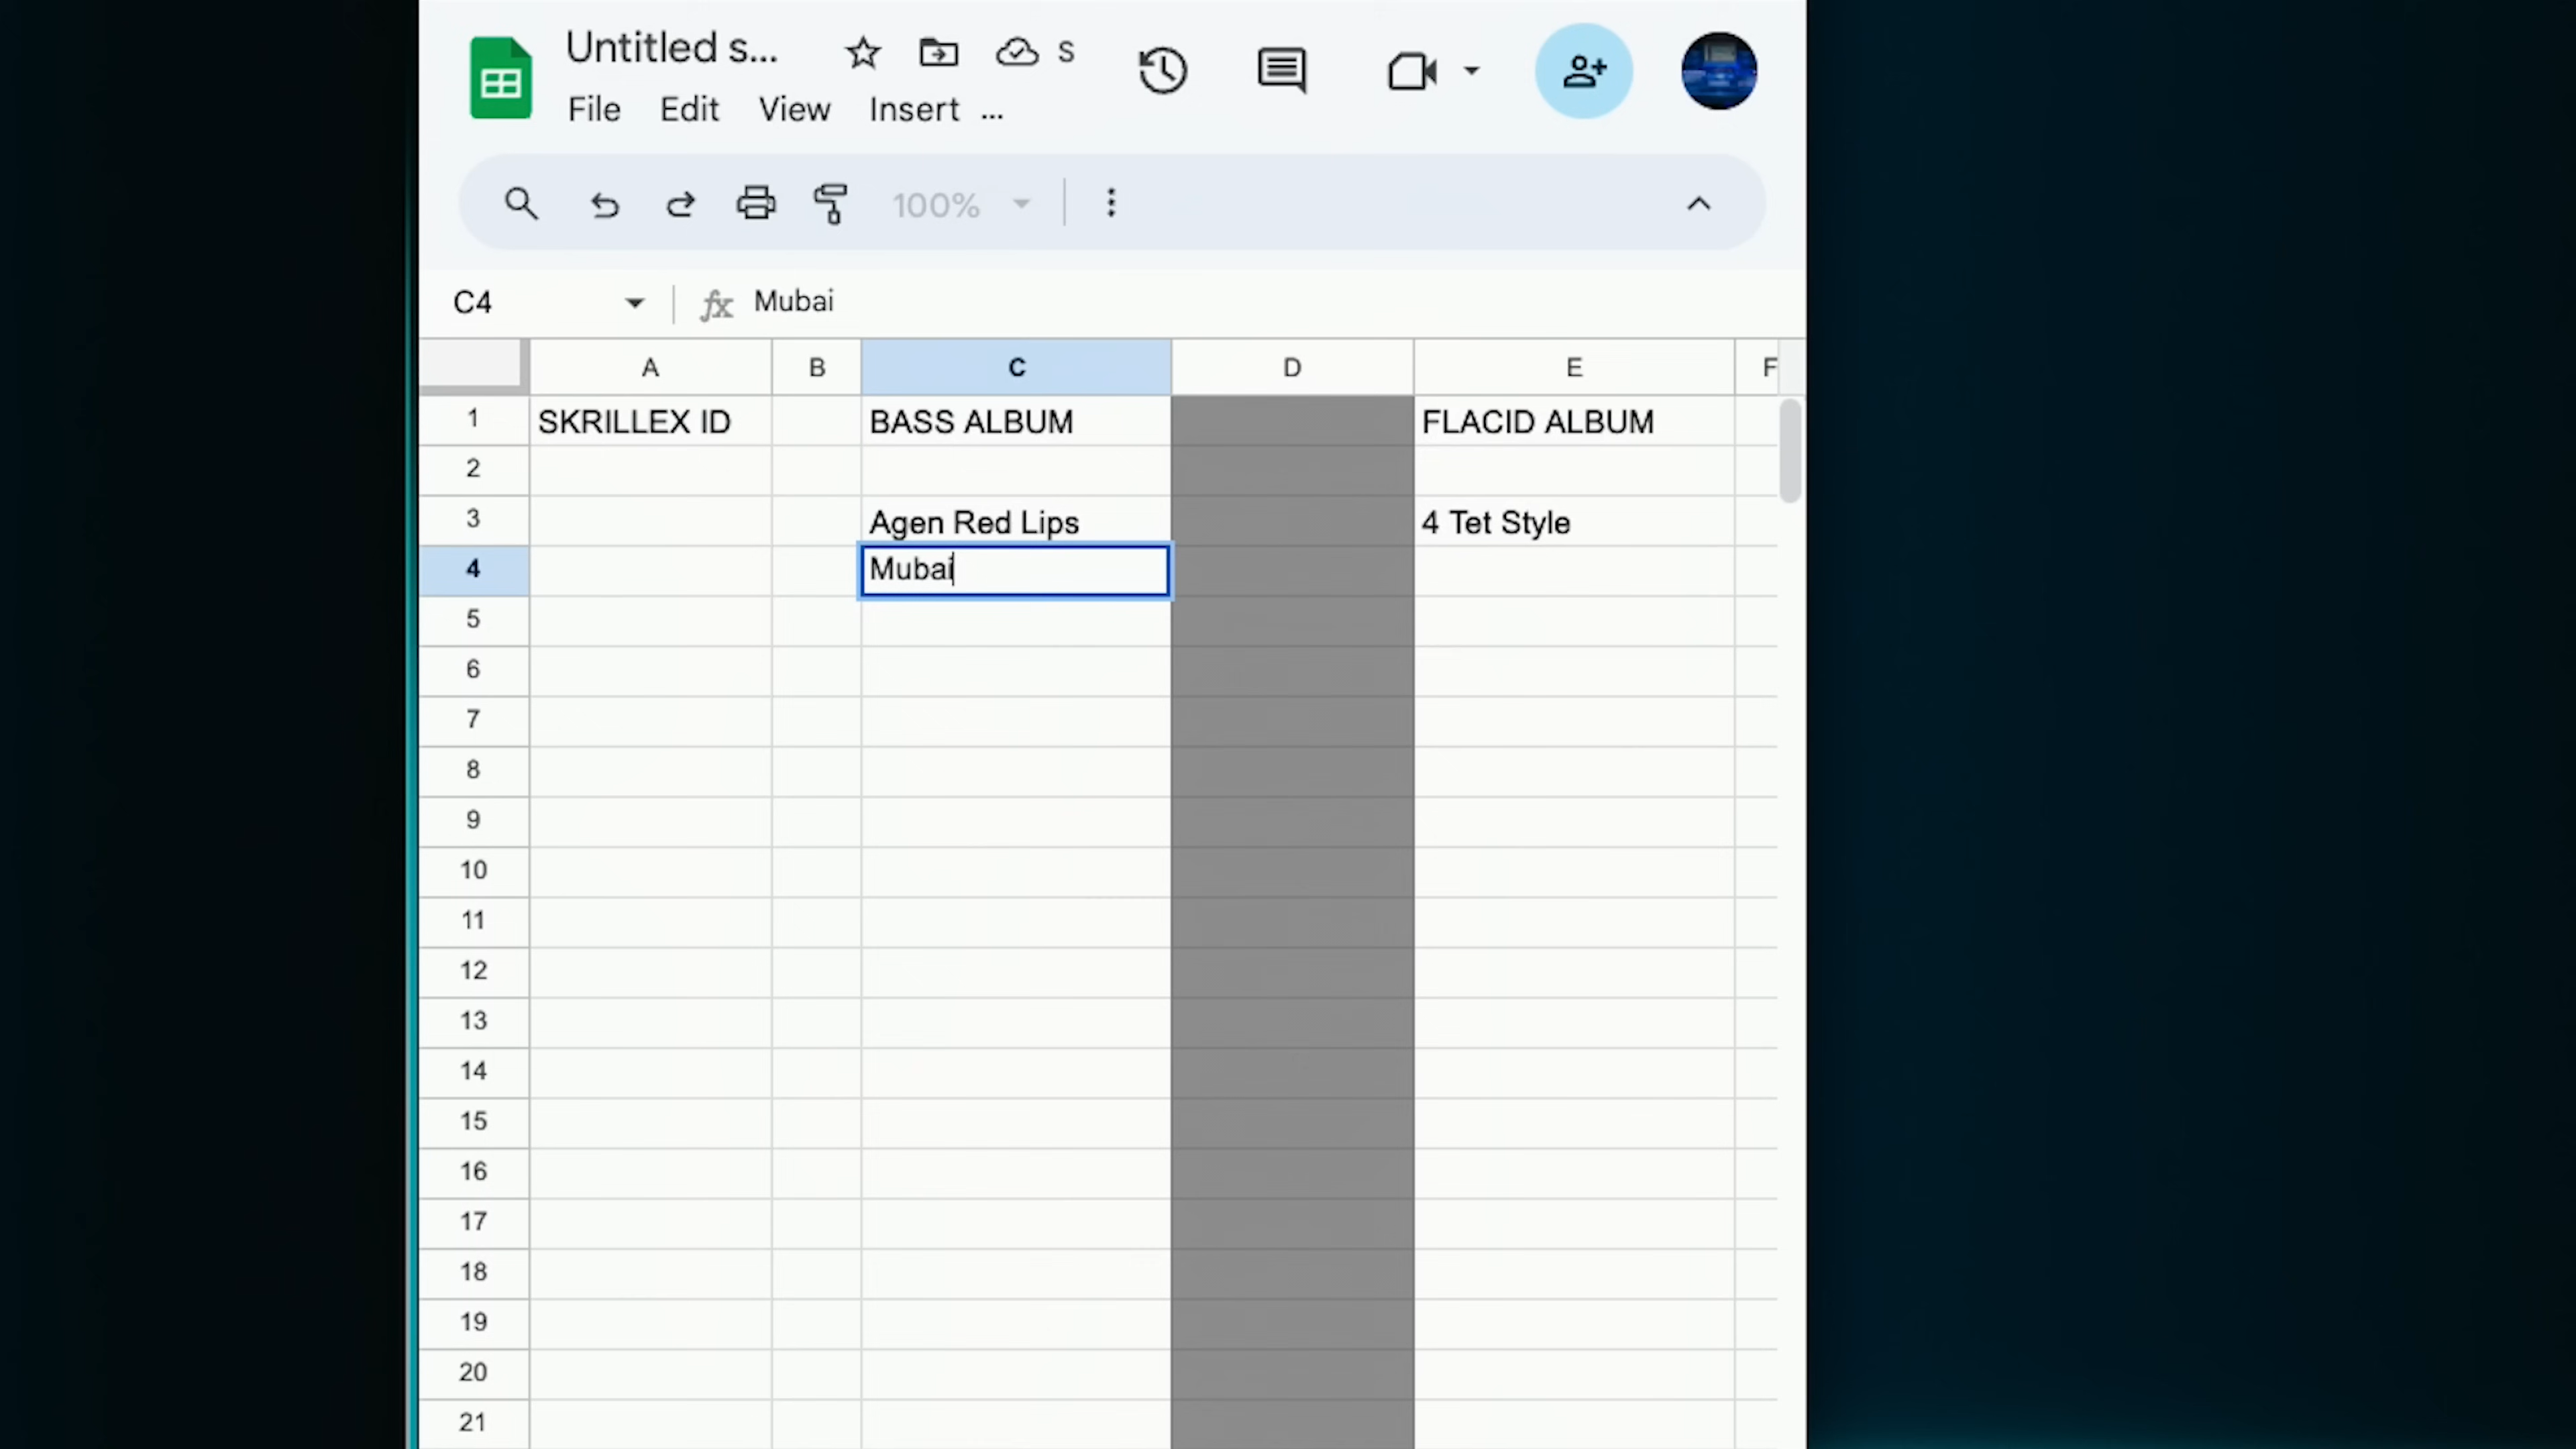 Untitled s... S
File Edit View Insert ...
100%
C4 fx Mubai
A B C D E F
1 SKRILLEX ID BASS ALBUM FLACID ALBUM
2
3 Agen Red Lips 4 Tet Style
4 Mubai
5
6
7
8
9
10
11
12
13
14
15
16
17
18
19
20
21